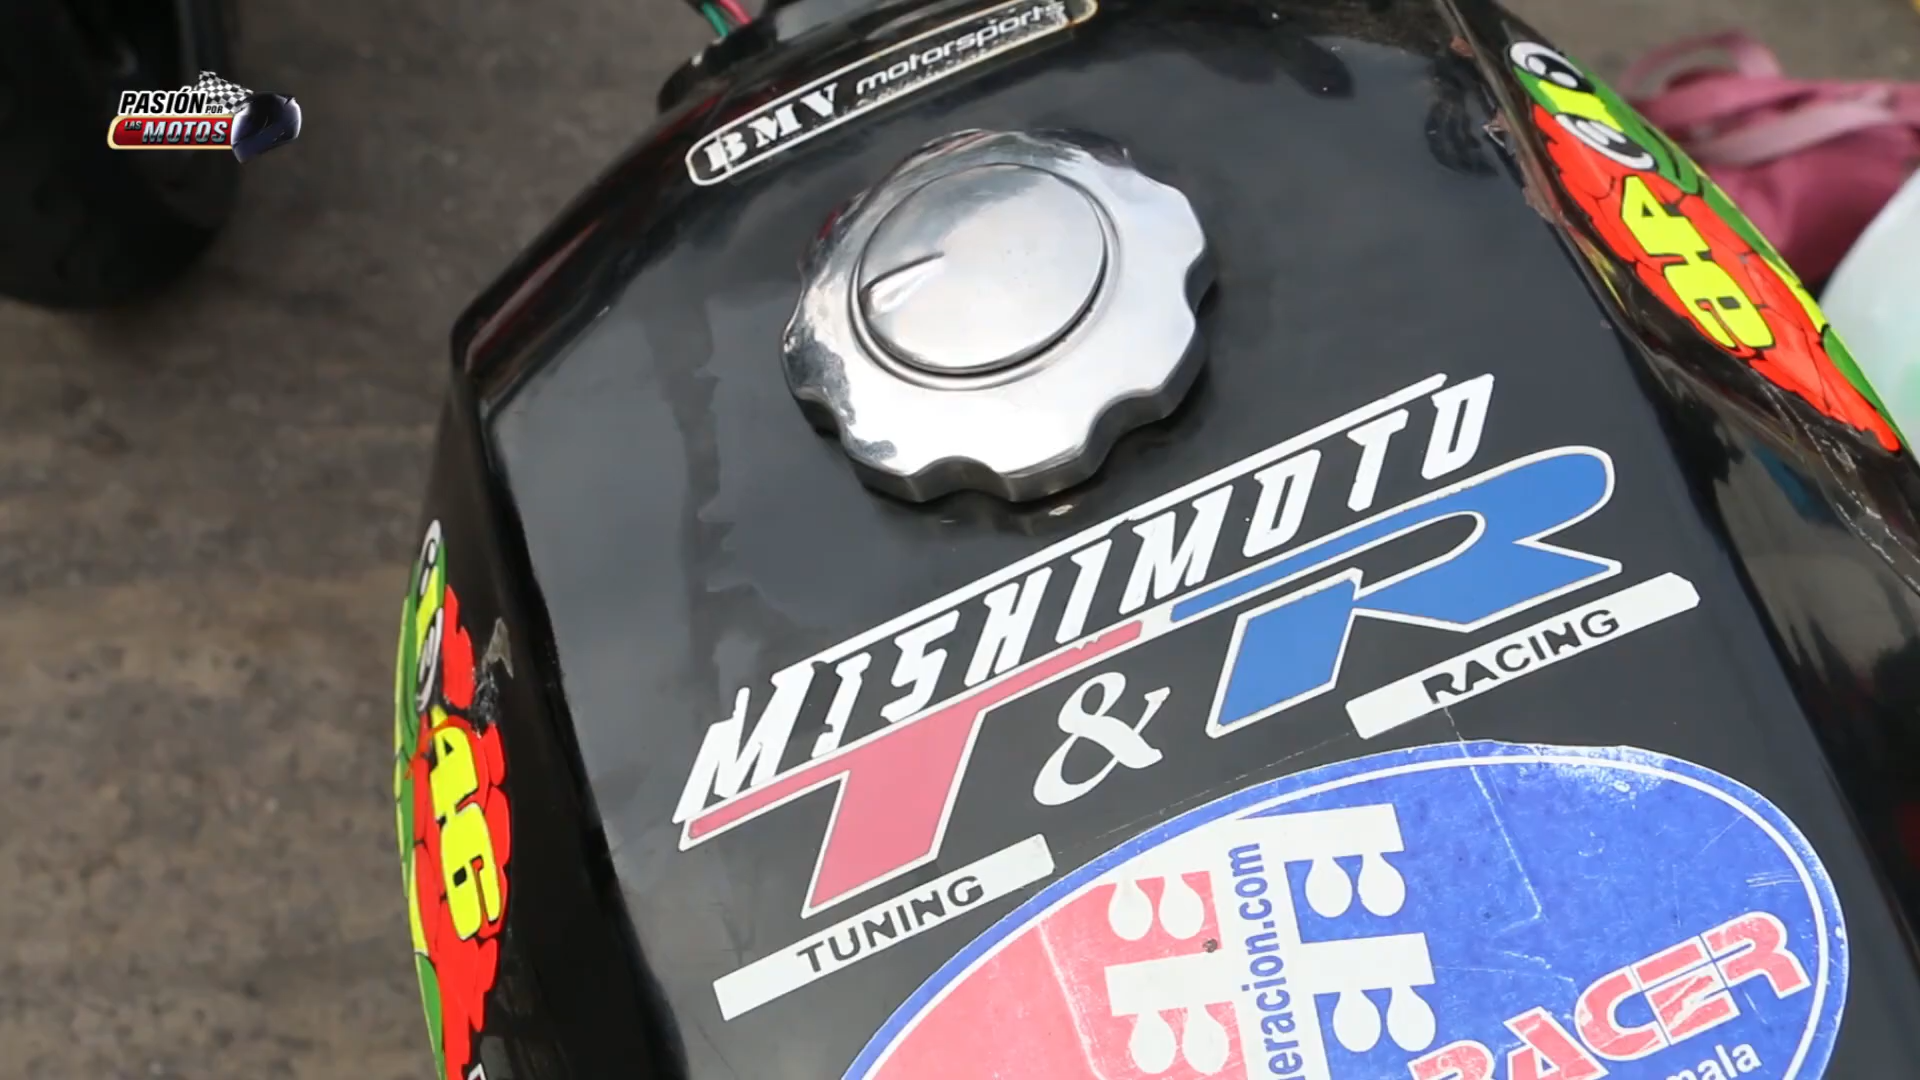 PASIÓN POR
LAS MOTOS
BMV motorsports
46
MISHIMOTO
T & R
RACING
TUNING
46
eracion.com
RACER
mala